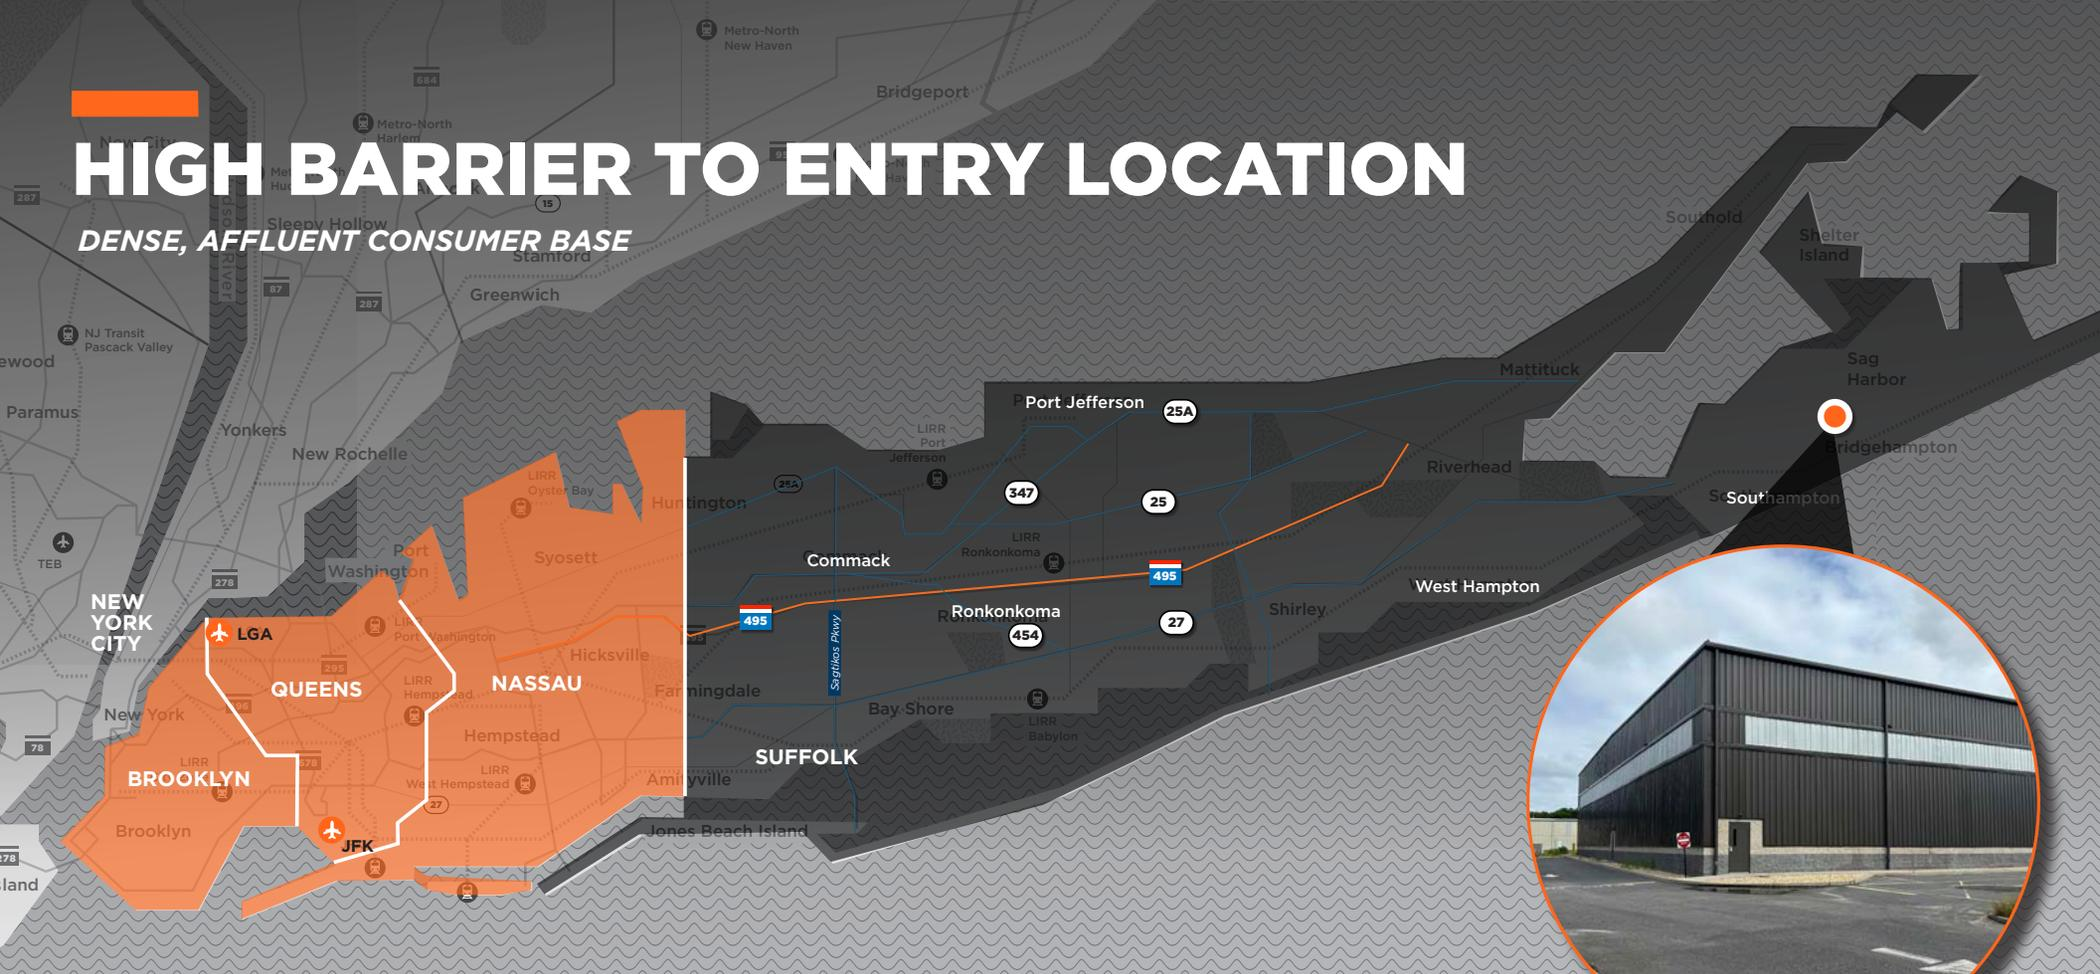 HIGH BARRIER TO ENTRY LOCATION
DENSE, AFFLUENT CONSUMER BASE
Metro-North
New Haven
684
Bridgeport
Metro-North
Harlem
New City
287
15
Sleepy Hollow
Stamford
Greenwich
87
287
NJ Transit
Pascack Valley
ewood
Paramus
Yonkers
New Rochelle
TEB
278
NEW
YORK
CITY
LGA
QUEENS
New York
78
BROOKLYN
LIRR
Brooklyn
278
sland
JFK
678
295
27
Port
Washington
LIRR
Port Washington
LIRR
Hempstead
LIRR
West Hempstead
Hempstead
NASSAU
Hicksville
Syosett
LIRR
Oyster Bay
Huntington
Farmingdale
Amityville
Jones Beach Island
SUFFOLK
25A
495
Sagtikos Pkwy
Commack
LIRR
Port
Jefferson
Port Jefferson
25A
347
25
LIRR
Ronkonkoma
Ronkonkoma
454
495
27
Bay Shore
LIRR
Babylon
Shirley
West Hampton
Riverhead
Mattituck
Southold
Shelter
Island
Sag
Harbor
Bridgehampton
Southampton